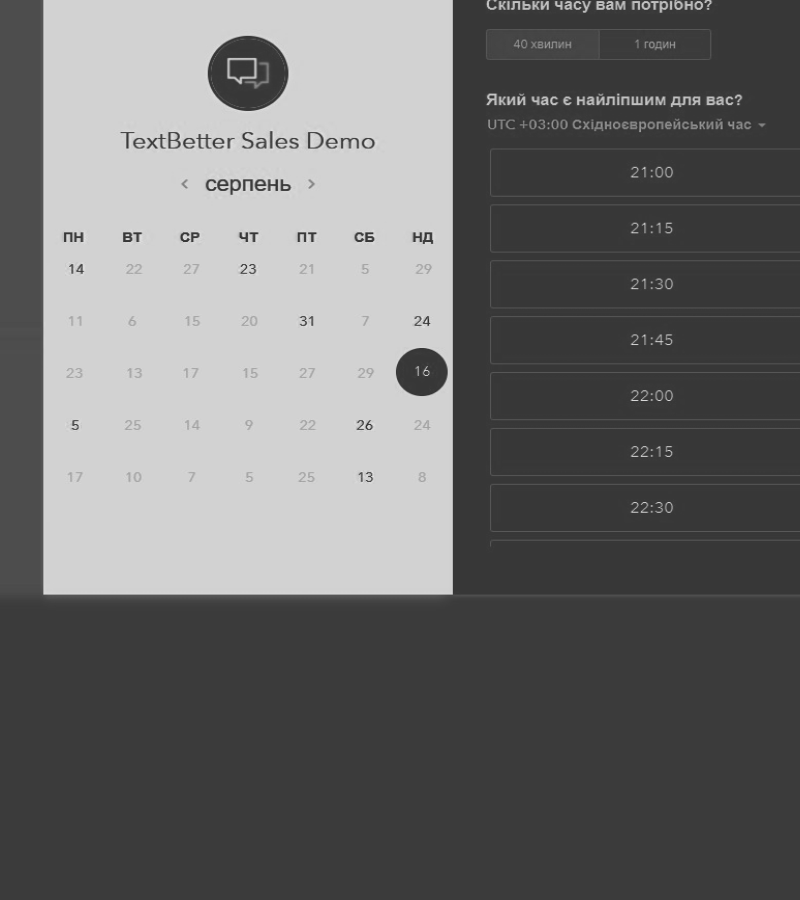 TextBetter Sales Demo
серпень
ПН ВТ СР ЧТ ПТ СБ НД
14 22 27 23 21 5 29
11 6 15 20 31 7 24
23 13 17 15 27 29 16
5 25 14 9 22 26 24
17 10 7 5 25 13 8
Скільки часу вам потрібно?
40 хвилин 1 годин
Який час є найліпшим для вас?
UTC +03:00 Східноєвропейський час
21:00
21:15
21:30
21:45
22:00
22:15
22:30